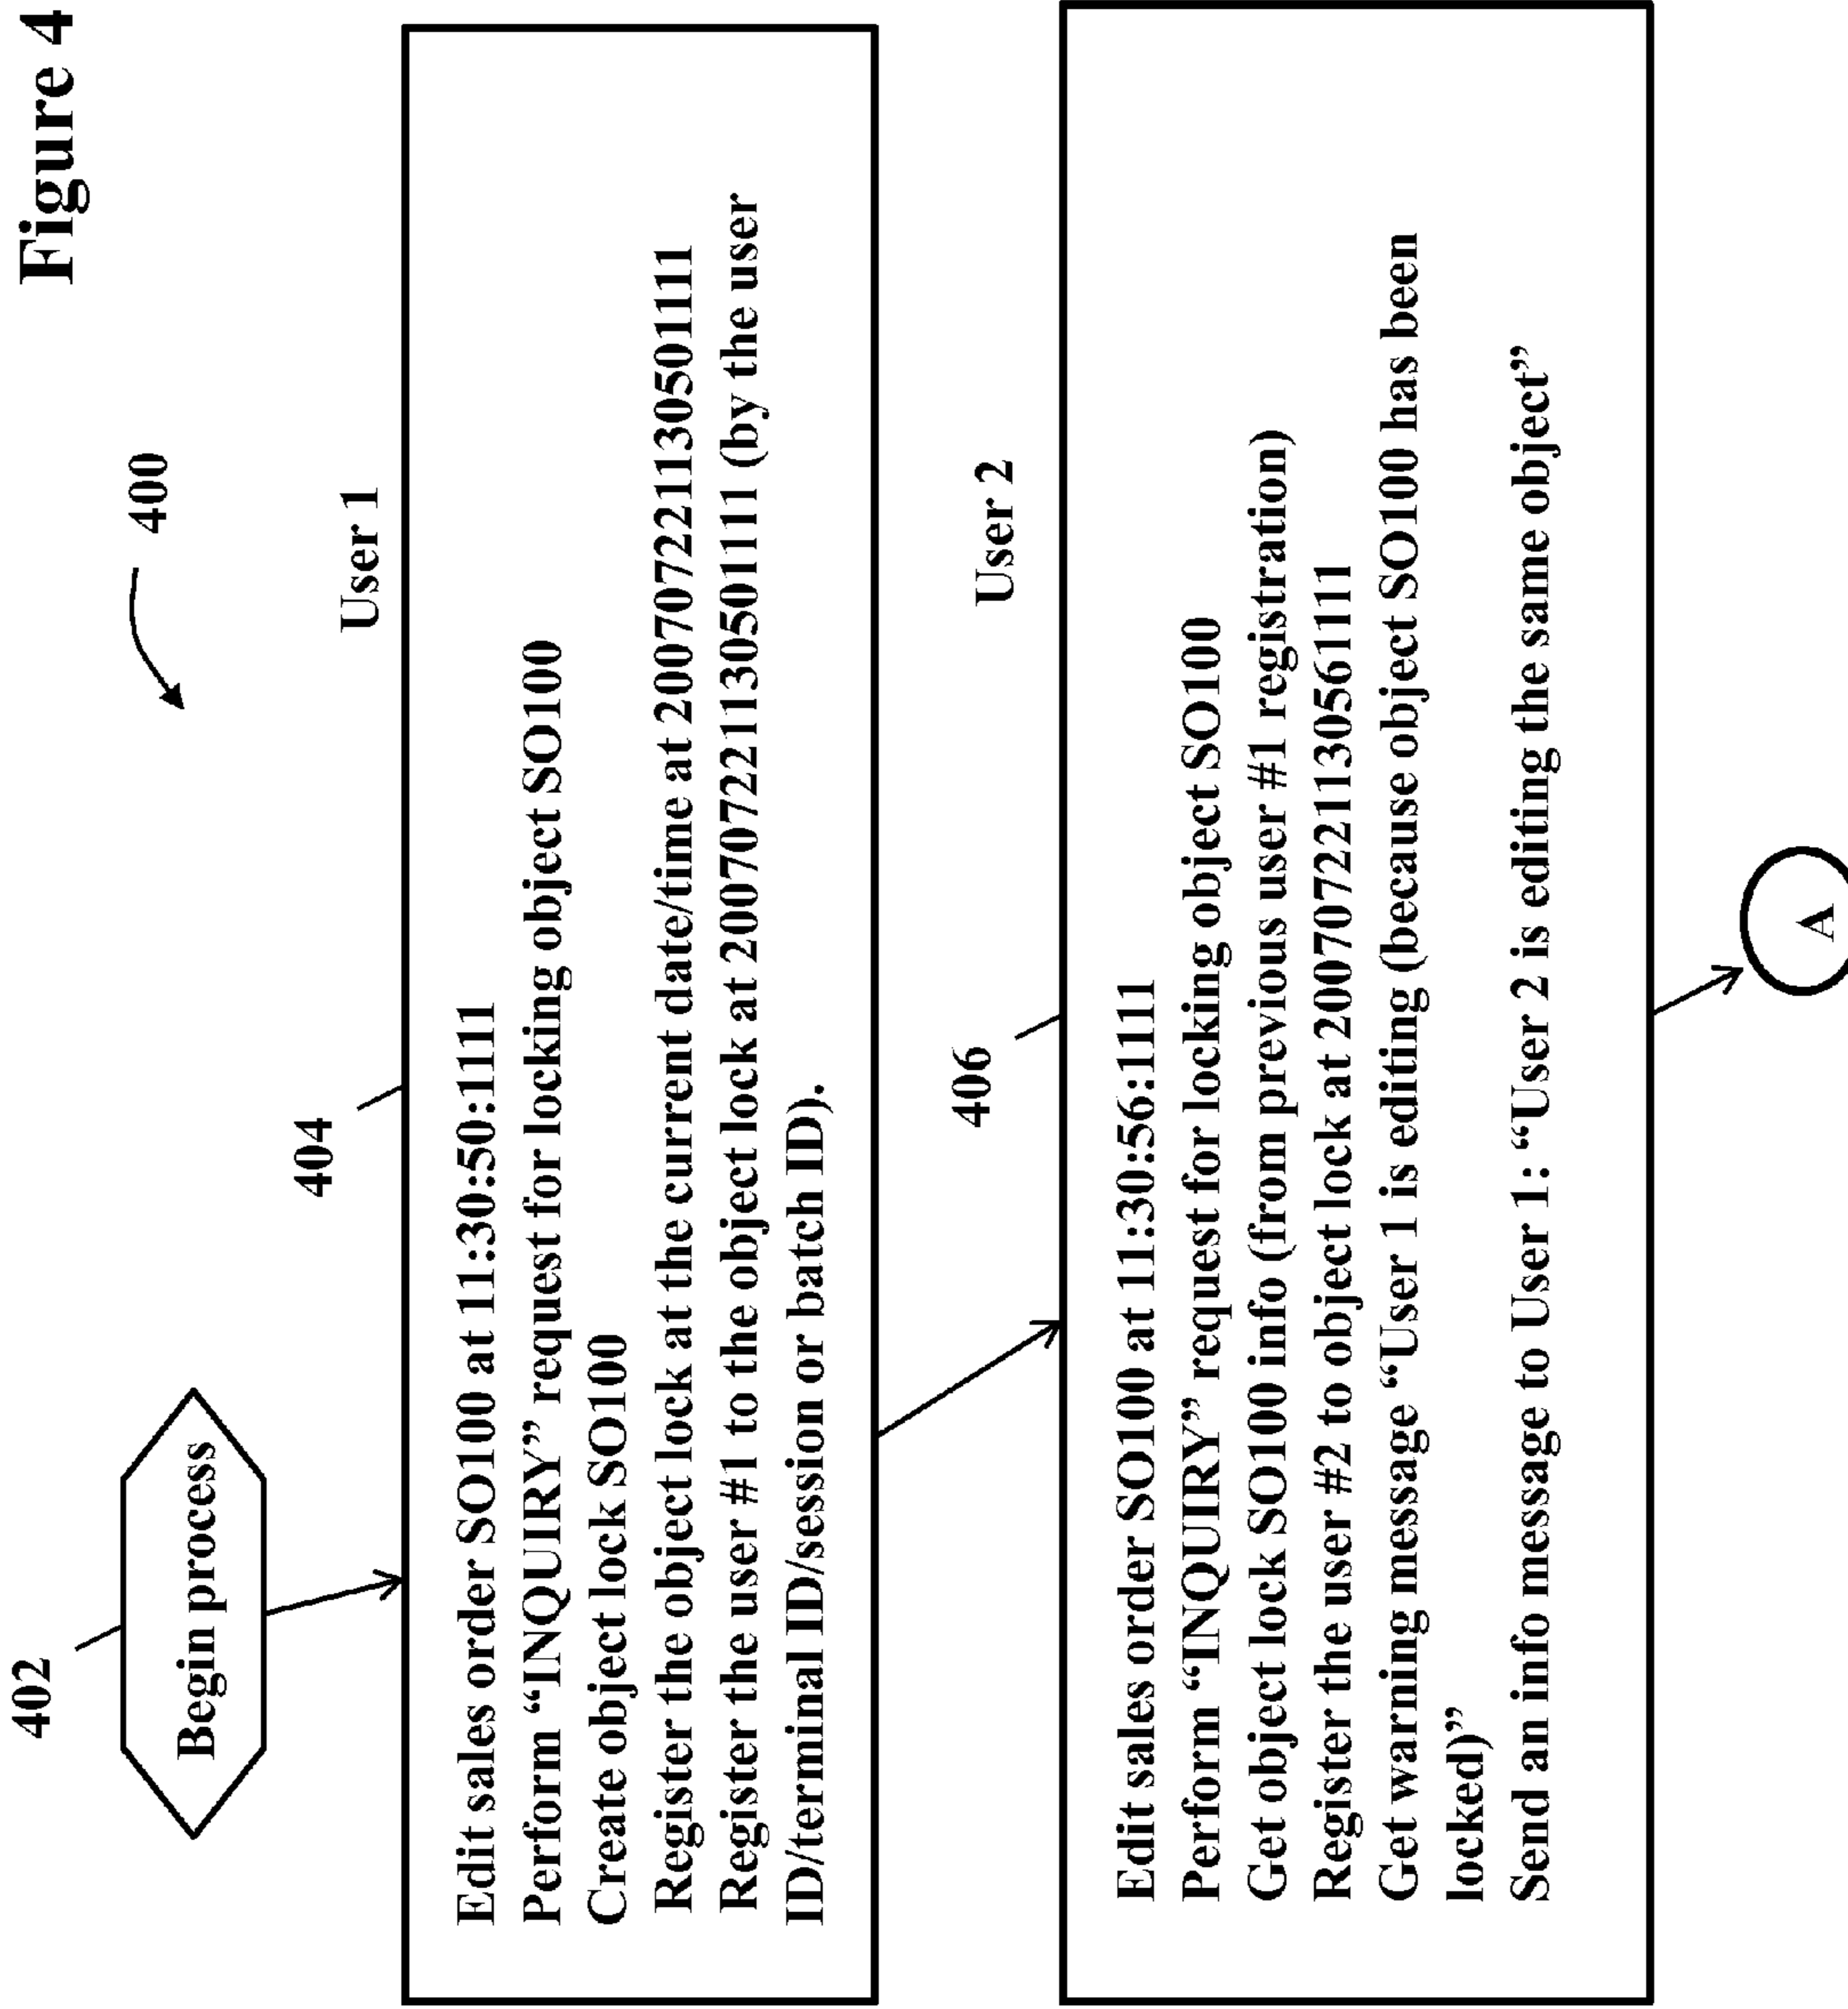 Figure 4
400
402
Begin process
404
User 1
Edit sales order SO100 at 11:30:50:1111
Perform “INQUIRY” request for locking object SO100
Create object lock SO100
Register the object lock at the current date/time at 200707221130501111
Register the user #1 to the object lock at 200707221130501111 (by the user
ID/terminal ID/session or batch ID).
406
User 2
Edit sales order SO100 at 11:30:56:1111
Perform “INQUIRY” request for locking object SO100
Get object lock SO100 info (from previous user #1 registration)
Register the user #2 to object lock at 200707221130561111
Get warning message “User 1 is editing (because object SO100 has been
locked)”
Send an info message to User 1: “User 2 is editing the same object”
A